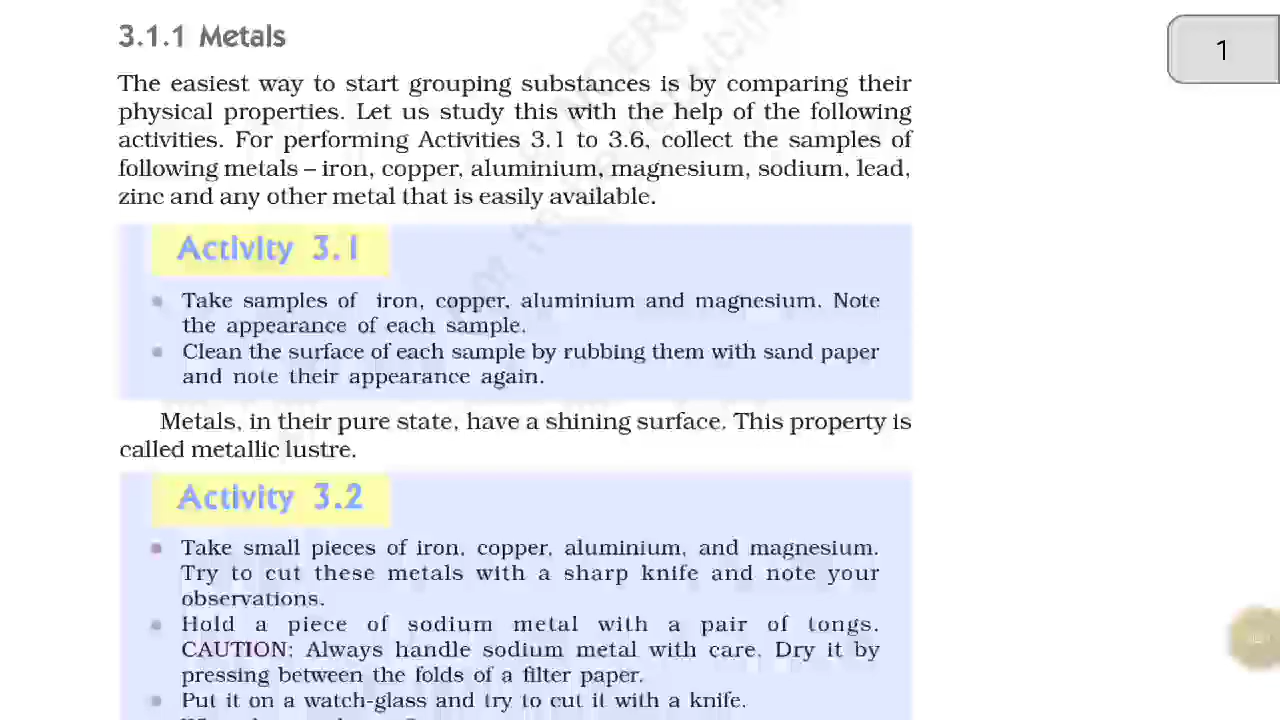 3.1.1 Metals
1
The easiest way to start grouping substances is by comparing their
physical properties. Let us study this with the help of the following
activities. For performing Activities 3.1 to 3.6, collect the samples of
following metals – iron, copper, aluminium, magnesium, sodium, lead,
zinc and any other metal that is easily available.
Activity 3.1
Take samples of iron, copper, aluminium and magnesium. Note
the appearance of each sample.
Clean the surface of each sample by rubbing them with sand paper
and note their appearance again.
Metals, in their pure state, have a shining surface. This property is
called metallic lustre.
Activity 3.2
Take small pieces of iron, copper, aluminium, and magnesium.
Try to cut these metals with a sharp knife and note your
observations.
Hold a piece of sodium metal with a pair of tongs.
CAUTION: Always handle sodium metal with care. Dry it by
pressing between the folds of a filter paper.
Put it on a watch-glass and try to cut it with a knife.